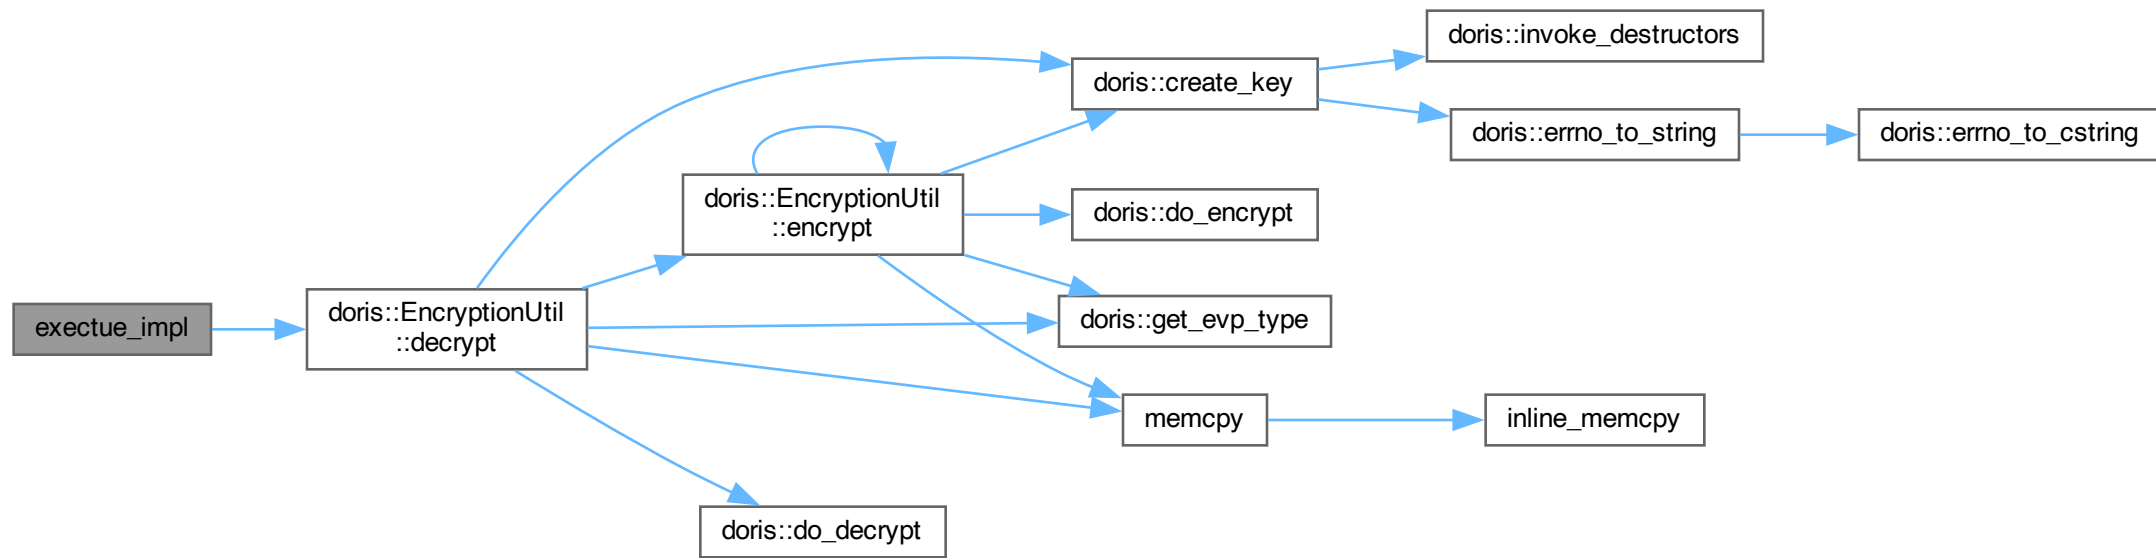 exectue_impl
doris::EncryptionUtil
::decrypt
doris::EncryptionUtil
::encrypt
doris::create_key
doris::invoke_destructors
doris::errno_to_string
doris::errno_to_cstring
doris::do_encrypt
doris::get_evp_type
memcpy
inline_memcpy
doris::do_decrypt